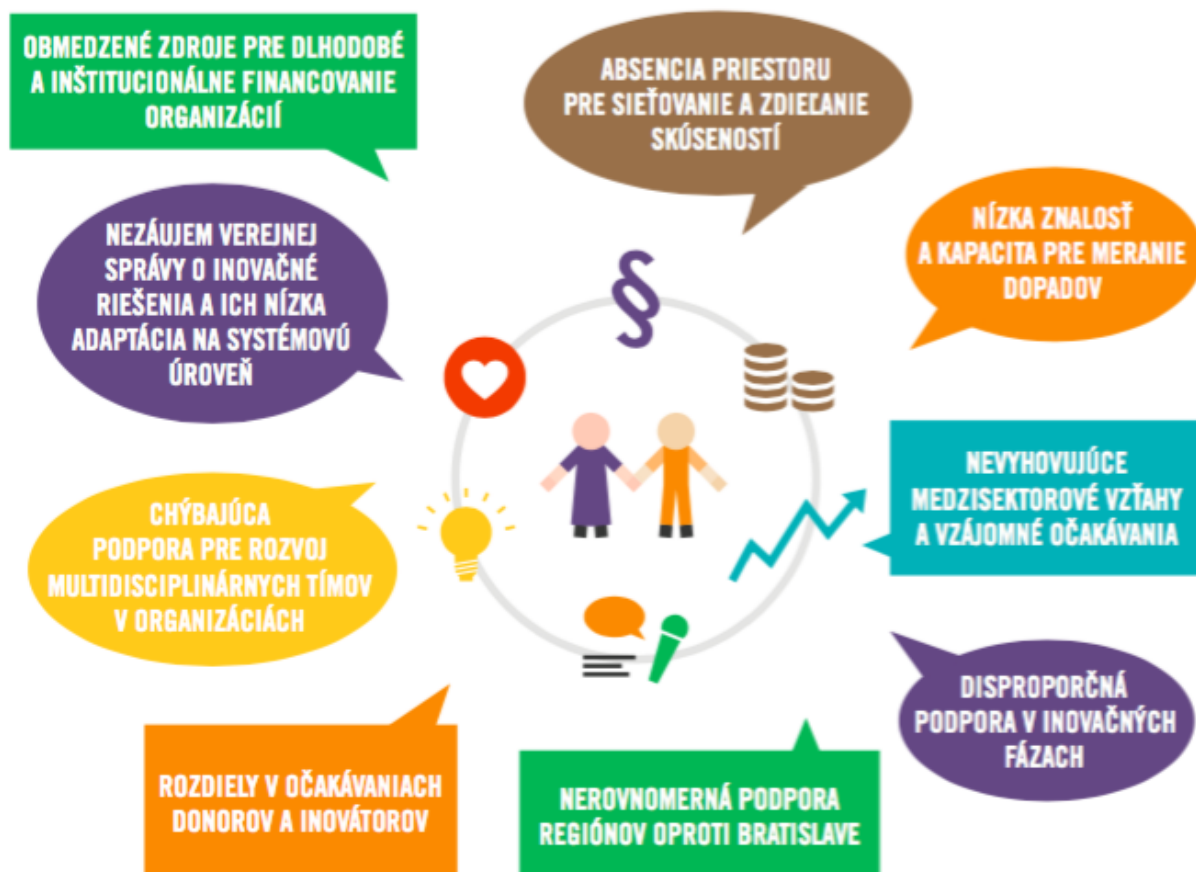 OBMEDZENÉ ZDROJE PRE DLHODOBÉ
A INŠTITUCIONÁLNE FINANCOVANIE
ORGANIZÁCIÍ
ABSENCIA PRIESTORU
PRE SIEŤOVANIE A ZDIEĽANIE
SKÚSENOSTÍ
NEZÁUJEM VEREJNEJ
SPRÁVY O INOVAČNÉ
RIEŠENIA A ICH NÍZKA
ADAPTÁCIA NA SYSTÉMOVÚ
ÚROVEŇ
NÍZKA ZNALOSŤ
A KAPACITA PRE MERANIE
DOPADOV
§
NEVYHOVUJÚCE
MEDZISEKTOROVÉ VZŤAHY
A VZÁJOMNÉ OČAKÁVANIA
CHÝBAJÚCA
PODPORA PRE ROZVOJ
MULTIDISCIPLINÁRNYCH TÍMOV
V ORGANIZÁCIÁCH
DISPROPORČNÁ
PODPORA V INOVAČNÝCH
FÁZACH
ROZDIELY V OČAKÁVANIACH
DONOROV A INOVÁTOROV
NEROVNOMERNÁ PODPORA
REGIÓNOV OPROTI BRATISLAVE